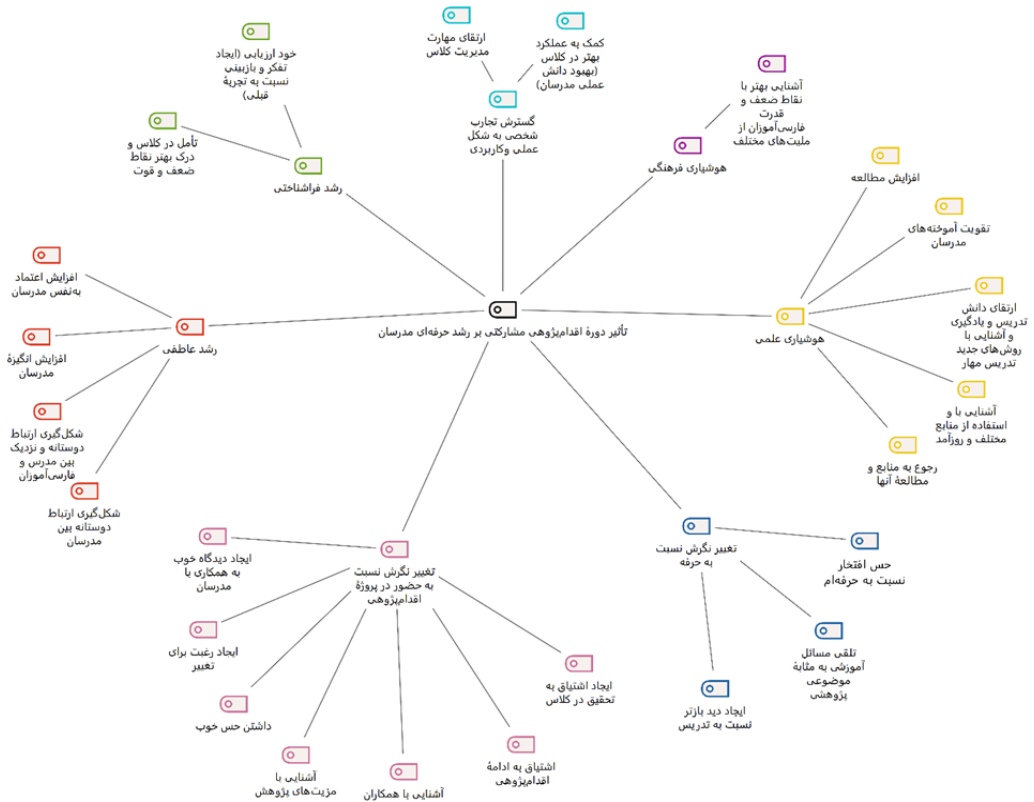 ارتقای مهارت
مدیریت کلاس
کمک به عملکرد
بهتر در کلاس
(بهبود دانش
عملی مدرسان)
گسترش تجارب
شخصی به شکل
عملی وکاربردی
خود ارزیابی (ایجاد
تفکر و بازبینی
نسبت به تجربهٔ
قبلی)
تأمل در کلاس و
درک بهتر نقاط
ضعف و قوت
رشد فراشناختی
آشنایی بهتر با
نقاط ضعف و
قدرت
فارسی‌آموزان از
ملیت‌های مختلف
هوشیاری فرهنگی
افزایش مطالعه
تقویت آموخته‌های
مدرسان
ارتقای دانش
تدریس و یادگیری
و آشنایی با
روش‌های جدید
تدریس مهار
آشنایی با و
استفاده از منابع
مختلف و روزآمد
رجوع به منابع و
مطالعهٔ آنها
هوشیاری علمی
تأثیر دورهٔ اقدام‌پژوهی مشارکتی بر رشد حرفه‌ای مدرسان
رشد عاطفی
افزایش اعتماد
به‌نفس مدرسان
افزایش انگیزهٔ
مدرسان
شکل‌گیری ارتباط
دوستانه و نزدیک
بین مدرس و
فارسی‌آموزان
شکل‌گیری ارتباط
دوستانه بین
مدرسان
تغییر نگرش نسبت
به حرفه
حس افتخار
نسبت به حرفه‌ام
تلقی مسائل
آموزشی به مثابهٔ
موضوعی
پژوهشی
ایجاد دید بازتر
نسبت به تدریس
تغییر نگرش نسبت
به حضور در پروژهٔ
اقدام‌پژوهی
ایجاد دیدگاه خوب
به همکاری با
مدرسان
ایجاد رغبت برای
تغییر
داشتن حس خوب
آشنایی با
مزیت‌های پژوهش
آشنایی با همکاران
اشتیاق به ادامهٔ
اقدام‌پژوهی
ایجاد اشتیاق به
تحقیق در کلاس